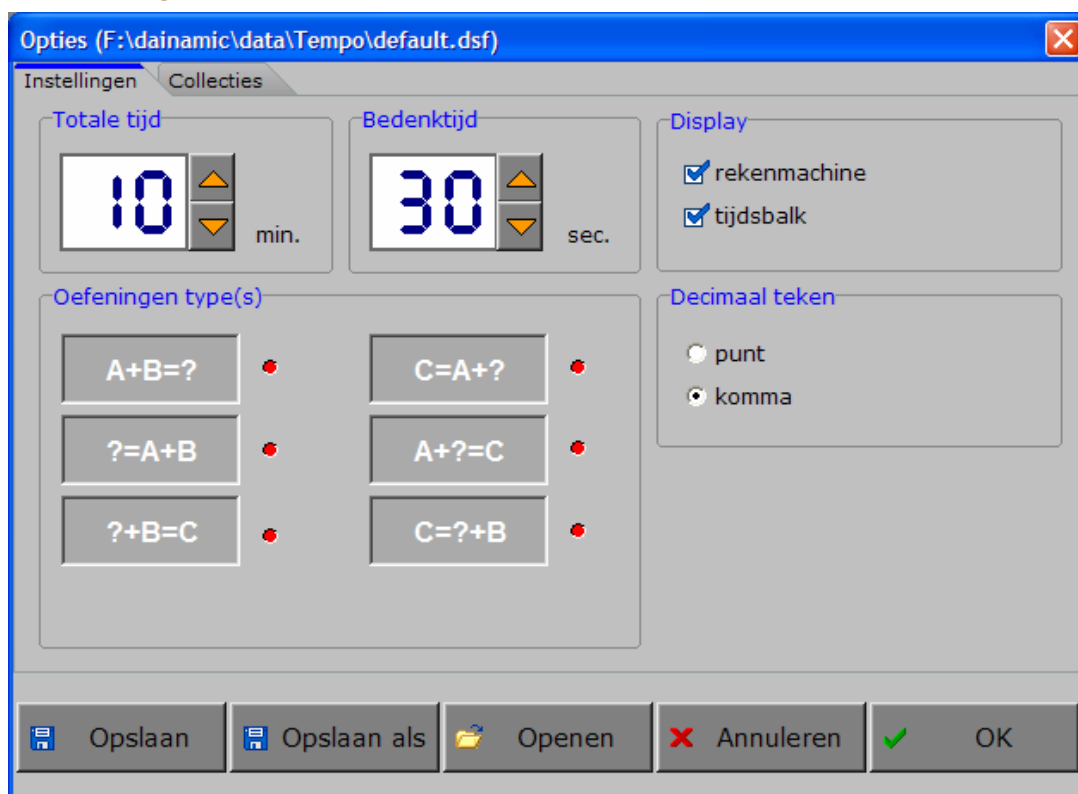 Opties (F:\dainamic\data\Tempo\default.dsf)
Instellingen Collecties
Totale tijd
10 min.
Bedenktijd
30 sec.
Display
rekenmachine
tijdsbalk
Oefeningen type(s)
A+B=? C=A+?
?=A+B A+?=C
?+B=C C=?+B
Decimaal teken
punt
komma
Opslaan Opslaan als Openen Annuleren OK